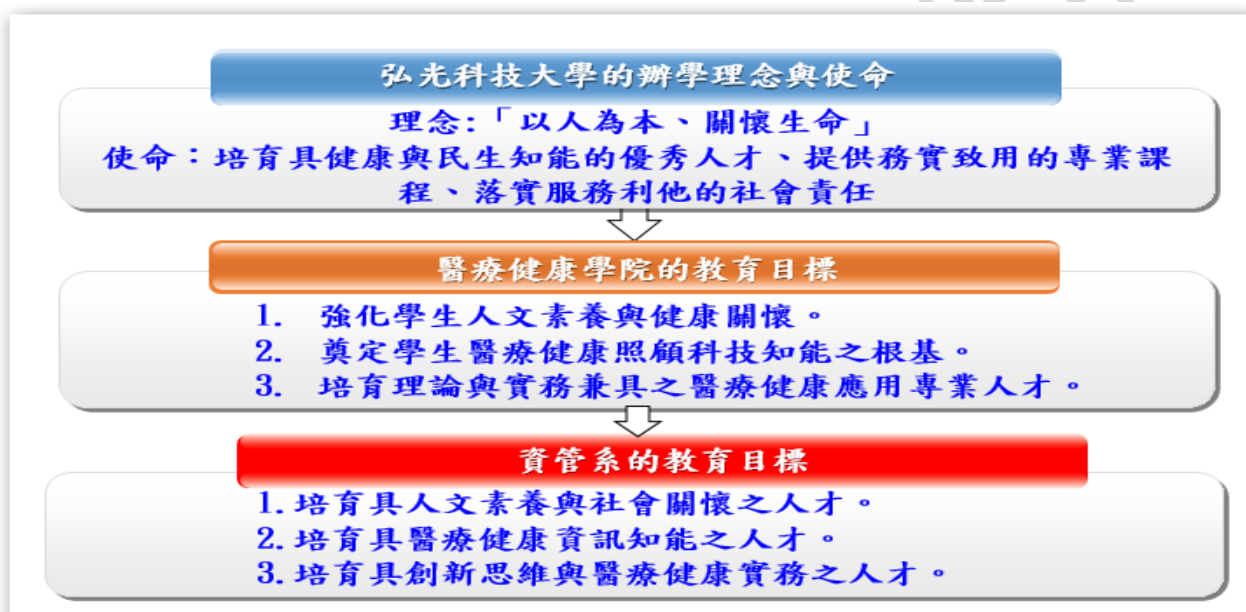 弘光科技大學的辦學理念與使命
理念:「以人為本、關懷生命」
使命：培育具健康與民生知能的優秀人才、提供務實致用的專業課
程、落實服務利他的社會責任
醫療健康學院的教育目標
1. 強化學生人文素養與健康關懷。
2. 奠定學生醫療健康照顧科技知能之根基。
3. 培育理論與實務兼具之醫療健康應用專業人才。
資管系的教育目標
1.培育具人文素養與社會關懷之人才。
2.培育具醫療健康資訊知能之人才。
3.培育具創新思維與醫療健康實務之人才。